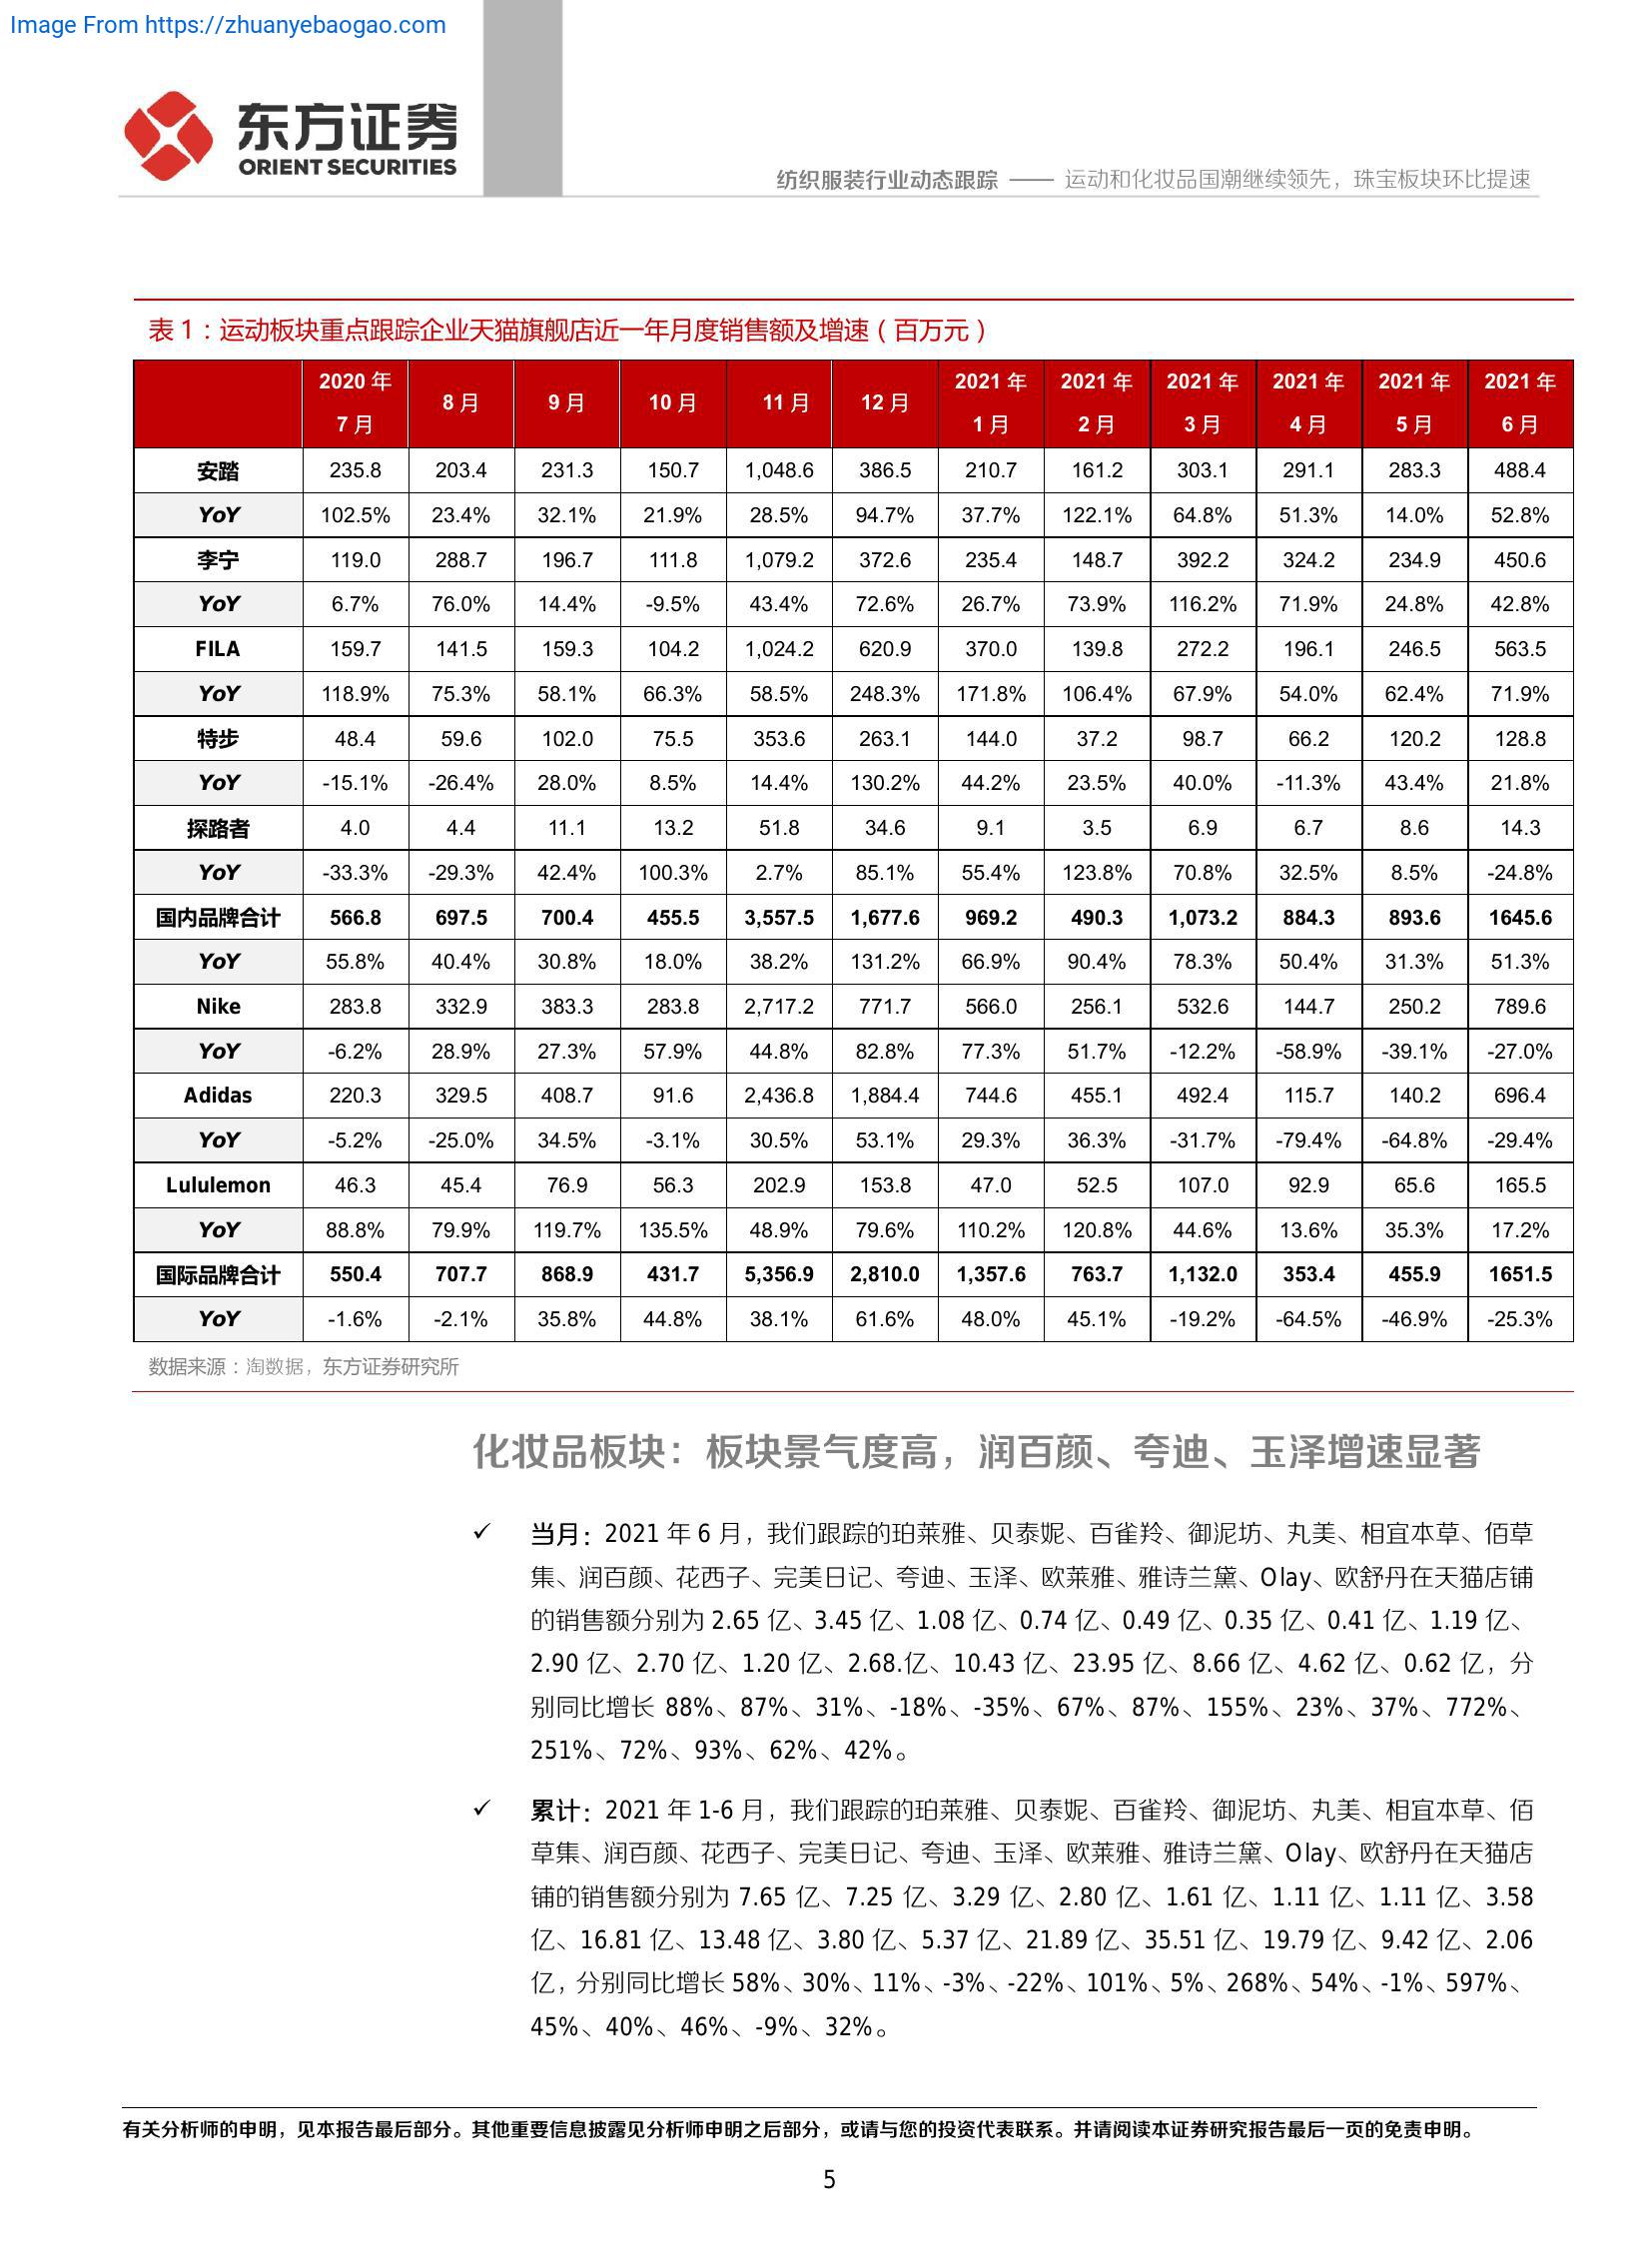 Image From https://zhuanyebaogao.com
东方证券
ORIENT SECURITIES
纺织服装行业动态跟踪 —— 运动和化妆品国潮继续领先，珠宝板块环比提速
表 1：运动板块重点跟踪企业天猫旗舰店近一年月度销售额及增速（百万元）
2020 年 7 月 8 月 9 月 10 月 11 月 12 月 2021 年 1 月 2021 年 2 月 2021 年 3 月 2021 年 4 月 2021 年 5 月 2021 年 6 月
安踏 235.8 203.4 231.3 150.7 1,048.6 386.5 210.7 161.2 303.1 291.1 283.3 488.4
YoY 102.5% 23.4% 32.1% 21.9% 28.5% 94.7% 37.7% 122.1% 64.8% 51.3% 14.0% 52.8%
李宁 119.0 288.7 196.7 111.8 1,079.2 372.6 235.4 148.7 392.2 324.2 234.9 450.6
YoY 6.7% 76.0% 14.4% -9.5% 43.4% 72.6% 26.7% 73.9% 116.2% 71.9% 24.8% 42.8%
FILA 159.7 141.5 159.3 104.2 1,024.2 620.9 370.0 139.8 272.2 196.1 246.5 563.5
YoY 118.9% 75.3% 58.1% 66.3% 58.5% 248.3% 171.8% 106.4% 67.9% 54.0% 62.4% 71.9%
特步 48.4 59.6 102.0 75.5 353.6 263.1 144.0 37.2 98.7 66.2 120.2 128.8
YoY -15.1% -26.4% 28.0% 8.5% 14.4% 130.2% 44.2% 23.5% 40.0% -11.3% 43.4% 21.8%
探路者 4.0 4.4 11.1 13.2 51.8 34.6 9.1 3.5 6.9 6.7 8.6 14.3
YoY -33.3% -29.3% 42.4% 100.3% 2.7% 85.1% 55.4% 123.8% 70.8% 32.5% 8.5% -24.8%
国内品牌合计 566.8 697.5 700.4 455.5 3,557.5 1,677.6 969.2 490.3 1,073.2 884.3 893.6 1645.6
YoY 55.8% 40.4% 30.8% 18.0% 38.2% 131.2% 66.9% 90.4% 78.3% 50.4% 31.3% 51.3%
Nike 283.8 332.9 383.3 283.8 2,717.2 771.7 566.0 256.1 532.6 144.7 250.2 789.6
YoY -6.2% 28.9% 27.3% 57.9% 44.8% 82.8% 77.3% 51.7% -12.2% -58.9% -39.1% -27.0%
Adidas 220.3 329.5 408.7 91.6 2,436.8 1,884.4 744.6 455.1 492.4 115.7 140.2 696.4
YoY -5.2% -25.0% 34.5% -3.1% 30.5% 53.1% 29.3% 36.3% -31.7% -79.4% -64.8% -29.4%
Lululemon 46.3 45.4 76.9 56.3 202.9 153.8 47.0 52.5 107.0 92.9 65.6 165.5
YoY 88.8% 79.9% 119.7% 135.5% 48.9% 79.6% 110.2% 120.8% 44.6% 13.6% 35.3% 17.2%
国际品牌合计 550.4 707.7 868.9 431.7 5,356.9 2,810.0 1,357.6 763.7 1,132.0 353.4 455.9 1651.5
YoY -1.6% -2.1% 35.8% 44.8% 38.1% 61.6% 48.0% 45.1% -19.2% -64.5% -46.9% -25.3%
数据来源：淘数据，东方证券研究所
化妆品板块：板块景气度高，润百颜、夸迪、玉泽增速显著
✓ 当月：2021 年 6 月，我们跟踪的珀莱雅、贝泰妮、百雀羚、御泥坊、丸美、相宜本草、佰草
集、润百颜、花西子、完美日记、夸迪、玉泽、欧莱雅、雅诗兰黛、Olay、欧舒丹在天猫店铺
的销售额分别为 2.65 亿、3.45 亿、1.08 亿、0.74 亿、0.49 亿、0.35 亿、0.41 亿、1.19 亿、
2.90 亿、2.70 亿、1.20 亿、2.68.亿、10.43 亿、23.95 亿、8.66 亿、4.62 亿、0.62 亿，分
别同比增长 88%、87%、31%、-18%、-35%、67%、87%、155%、23%、37%、772%、
251%、72%、93%、62%、42%。
✓ 累计：2021 年 1-6 月，我们跟踪的珀莱雅、贝泰妮、百雀羚、御泥坊、丸美、相宜本草、佰
草集、润百颜、花西子、完美日记、夸迪、玉泽、欧莱雅、雅诗兰黛、Olay、欧舒丹在天猫店
铺的销售额分别为 7.65 亿、7.25 亿、3.29 亿、2.80 亿、1.61 亿、1.11 亿、1.11 亿、3.58
亿、16.81 亿、13.48 亿、3.80 亿、5.37 亿、21.89 亿、35.51 亿、19.79 亿、9.42 亿、2.06
亿，分别同比增长 58%、30%、11%、-3%、-22%、101%、5%、268%、54%、-1%、597%、
45%、40%、46%、-9%、32%。
有关分析师的申明，见本报告最后部分。其他重要信息披露见分析师申明之后部分，或请与您的投资代表联系。并请阅读本证券研究报告最后一页的免责申明。
5